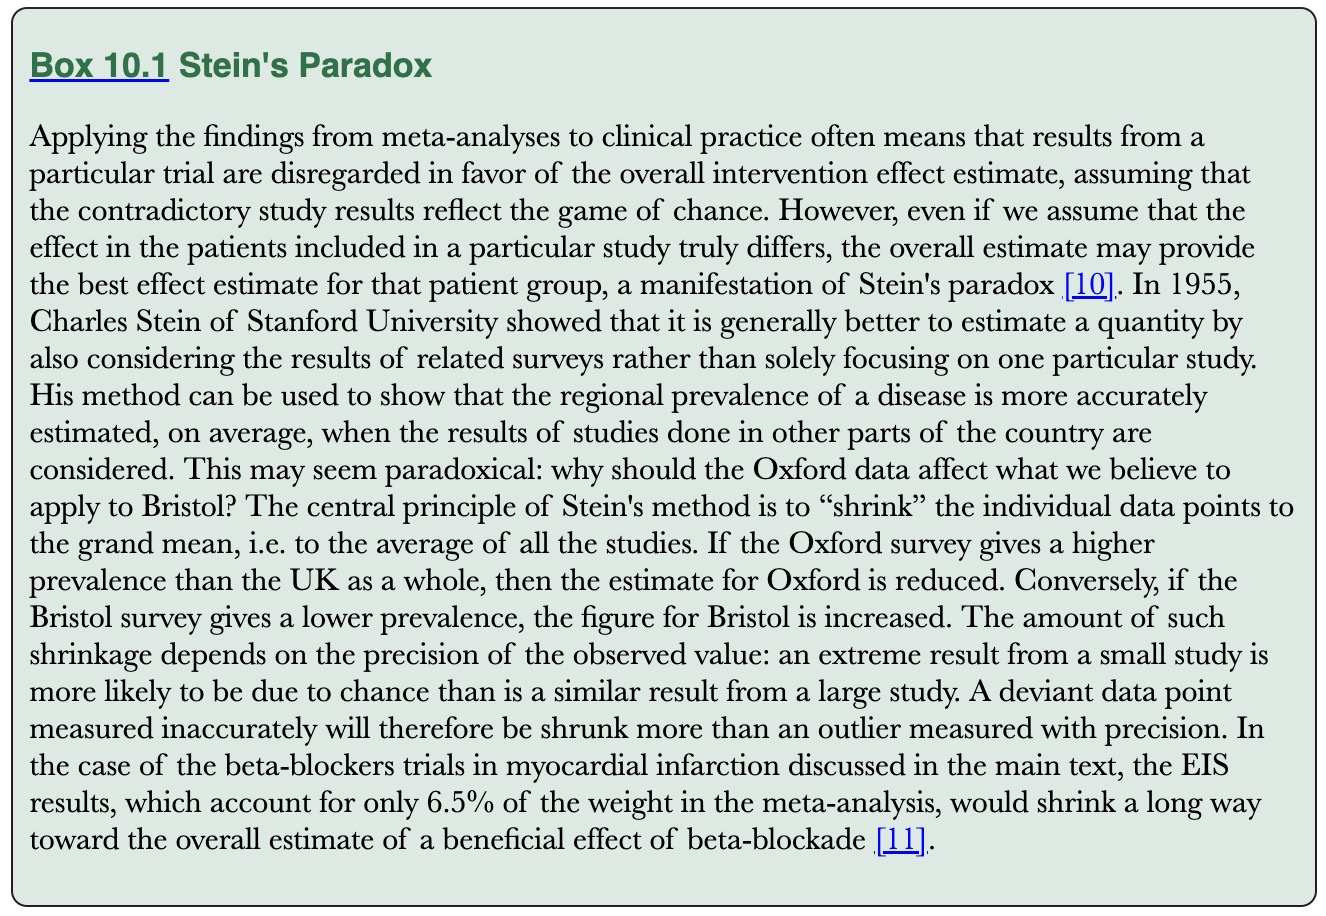 Box 10.1 Stein's Paradox
Applying the findings from meta-analyses to clinical practice often means that results from a
particular trial are disregarded in favor of the overall intervention effect estimate, assuming that
the contradictory study results reflect the game of chance. However, even if we assume that the
effect in the patients included in a particular study truly differs, the overall estimate may provide
the best effect estimate for that patient group, a manifestation of Stein's paradox [10]. In 1955,
Charles Stein of Stanford University showed that it is generally better to estimate a quantity by
also considering the results of related surveys rather than solely focusing on one particular study.
His method can be used to show that the regional prevalence of a disease is more accurately
estimated, on average, when the results of studies done in other parts of the country are
considered. This may seem paradoxical: why should the Oxford data affect what we believe to
apply to Bristol? The central principle of Stein's method is to “shrink” the individual data points to
the grand mean, i.e. to the average of all the studies. If the Oxford survey gives a higher
prevalence than the UK as a whole, then the estimate for Oxford is reduced. Conversely, if the
Bristol survey gives a lower prevalence, the figure for Bristol is increased. The amount of such
shrinkage depends on the precision of the observed value: an extreme result from a small study is
more likely to be due to chance than is a similar result from a large study. A deviant data point
measured inaccurately will therefore be shrunk more than an outlier measured with precision. In
the case of the beta-blockers trials in myocardial infarction discussed in the main text, the EIS
results, which account for only 6.5% of the weight in the meta-analysis, would shrink a long way
toward the overall estimate of a beneficial effect of beta-blockade [11].